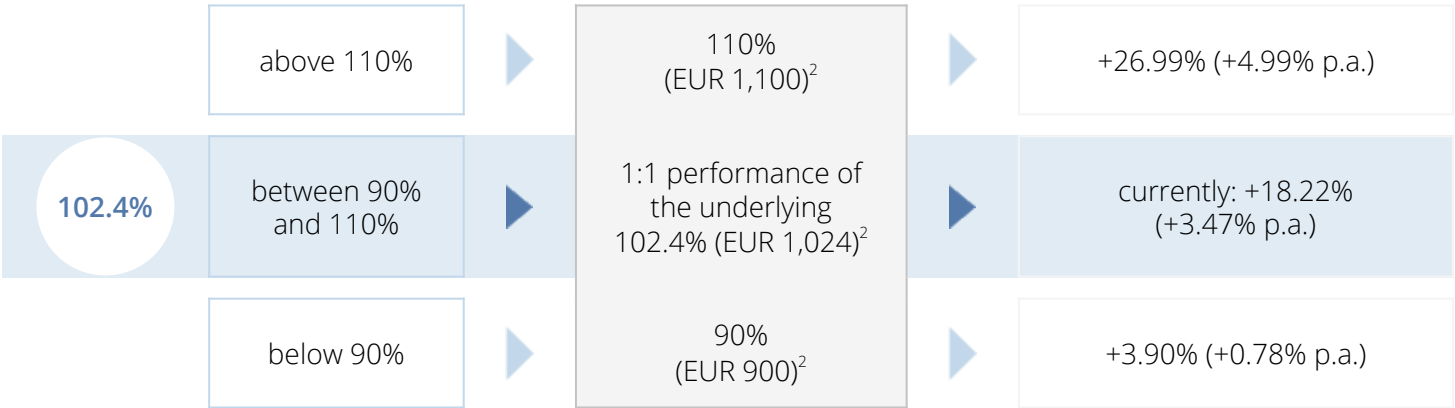 above 110%
110%
(EUR 1,100)²
+26.99% (+4.99% p.a.)
102.4%
between 90%
and 110%
1:1 performance of
the underlying
102.4% (EUR 1,024)²
currently: +18.22%
(+3.47% p.a.)
below 90%
90%
(EUR 900)²
+3.90% (+0.78% p.a.)